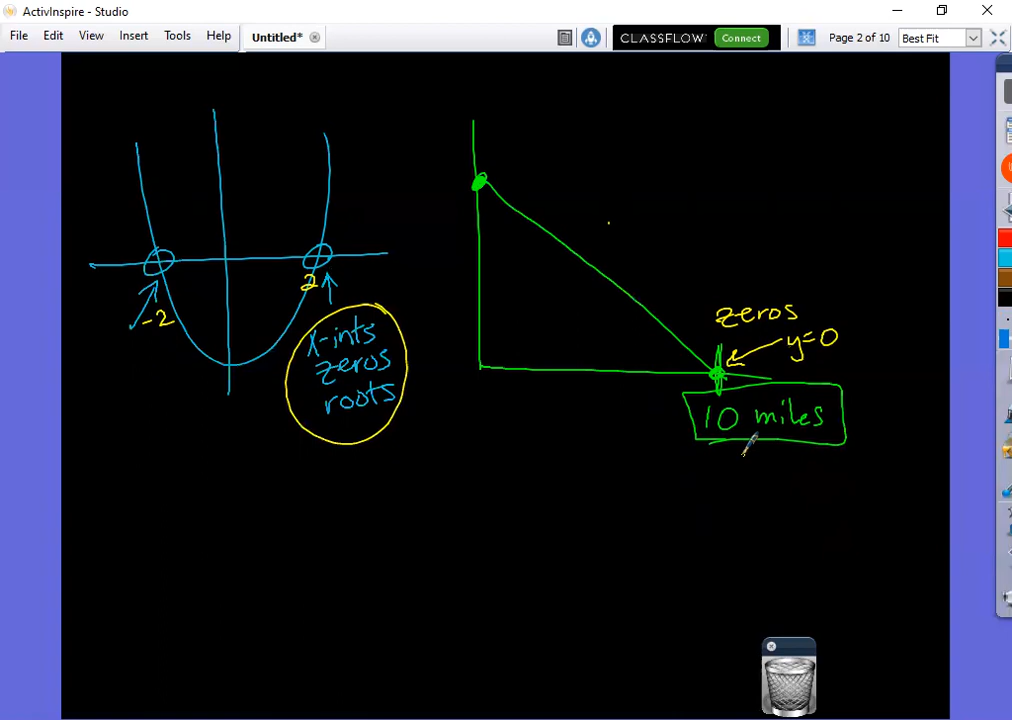 ActivInspire - Studio
File Edit View Insert Tools Help
Untitled*
CLASSFLOW Connect
Page 2 of 10
Best Fit
-2
2
x-ints
zeros
roots
zeros
y=0
10 miles